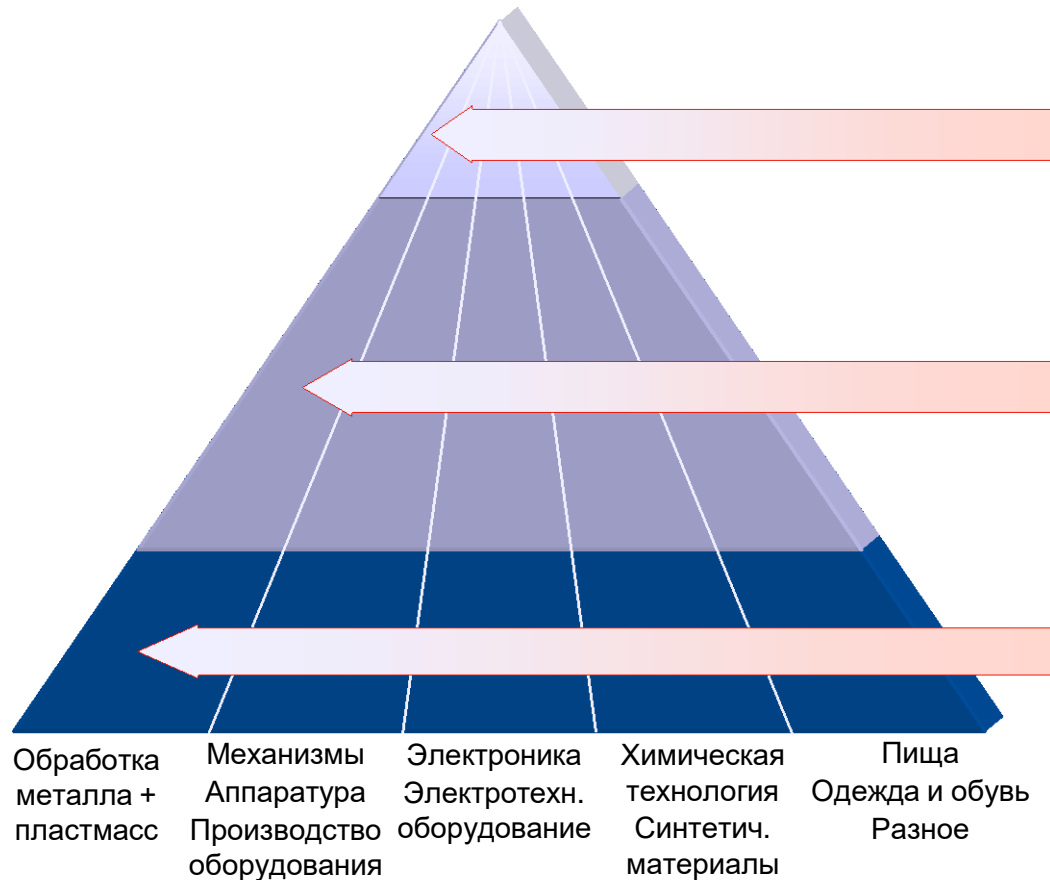 Обработка
металла +
пластмасс
Механизмы
Аппаратура
Производство
оборудования
Электроника
Электротехн.
оборудование
Химическая
технология
Синтетич.
материалы
Пища
Одежда и обувь
Разное